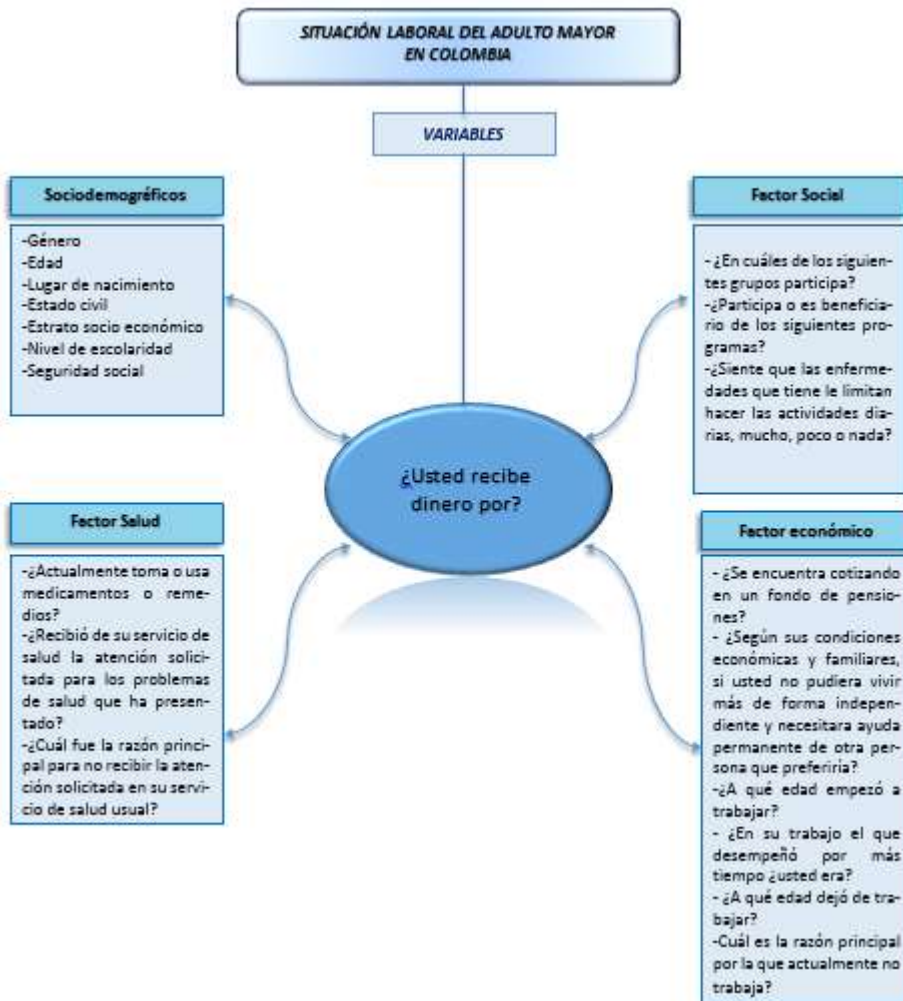 SITUACIÓN LABORAL DEL ADULTO MAYOR
EN COLOMBIA
VARIABLES
Sociodemográficos
-Género
-Edad
-Lugar de nacimiento
-Estado civil
-Estrato socio económico
-Nivel de escolaridad
-Seguridad social
Factor Social
- ¿En cuáles de los siguien-
tes grupos participa?
-¿Participa o es beneficia-
rio de los siguientes pro-
gramas?
-¿Siente que las enferme-
dades que tiene le limitan
hacer las actividades dia-
rias, mucho, poco o nada?
¿Usted recibe
dinero por?
Factor Salud
-¿Actualmente toma o usa
medicamentos o reme-
dios?
-¿Recibió de su servicio de
salud la atención solici-
tada para los problemas
de salud que ha presen-
tado?
-¿Cuál fue la razón princi-
pal para no recibir la aten-
ción solicitada en su servi-
cio de salud usual?
Factor económico
- ¿Se encuentra cotizando
en un fondo de pensio-
nes?
- ¿Según sus condiciones
económicas y familiares,
si usted no pudiera vivir
más de forma indepen-
diente y necesitara ayuda
permanente de otra per-
sona que preferiría?
-¿A qué edad empezó a
trabajar?
- ¿En su trabajo el que
desempeñó por más
tiempo ¿usted era?
- ¿A qué edad dejó de tra-
bajar?
-Cuál es la razón principal
por la que actualmente no
trabaja?